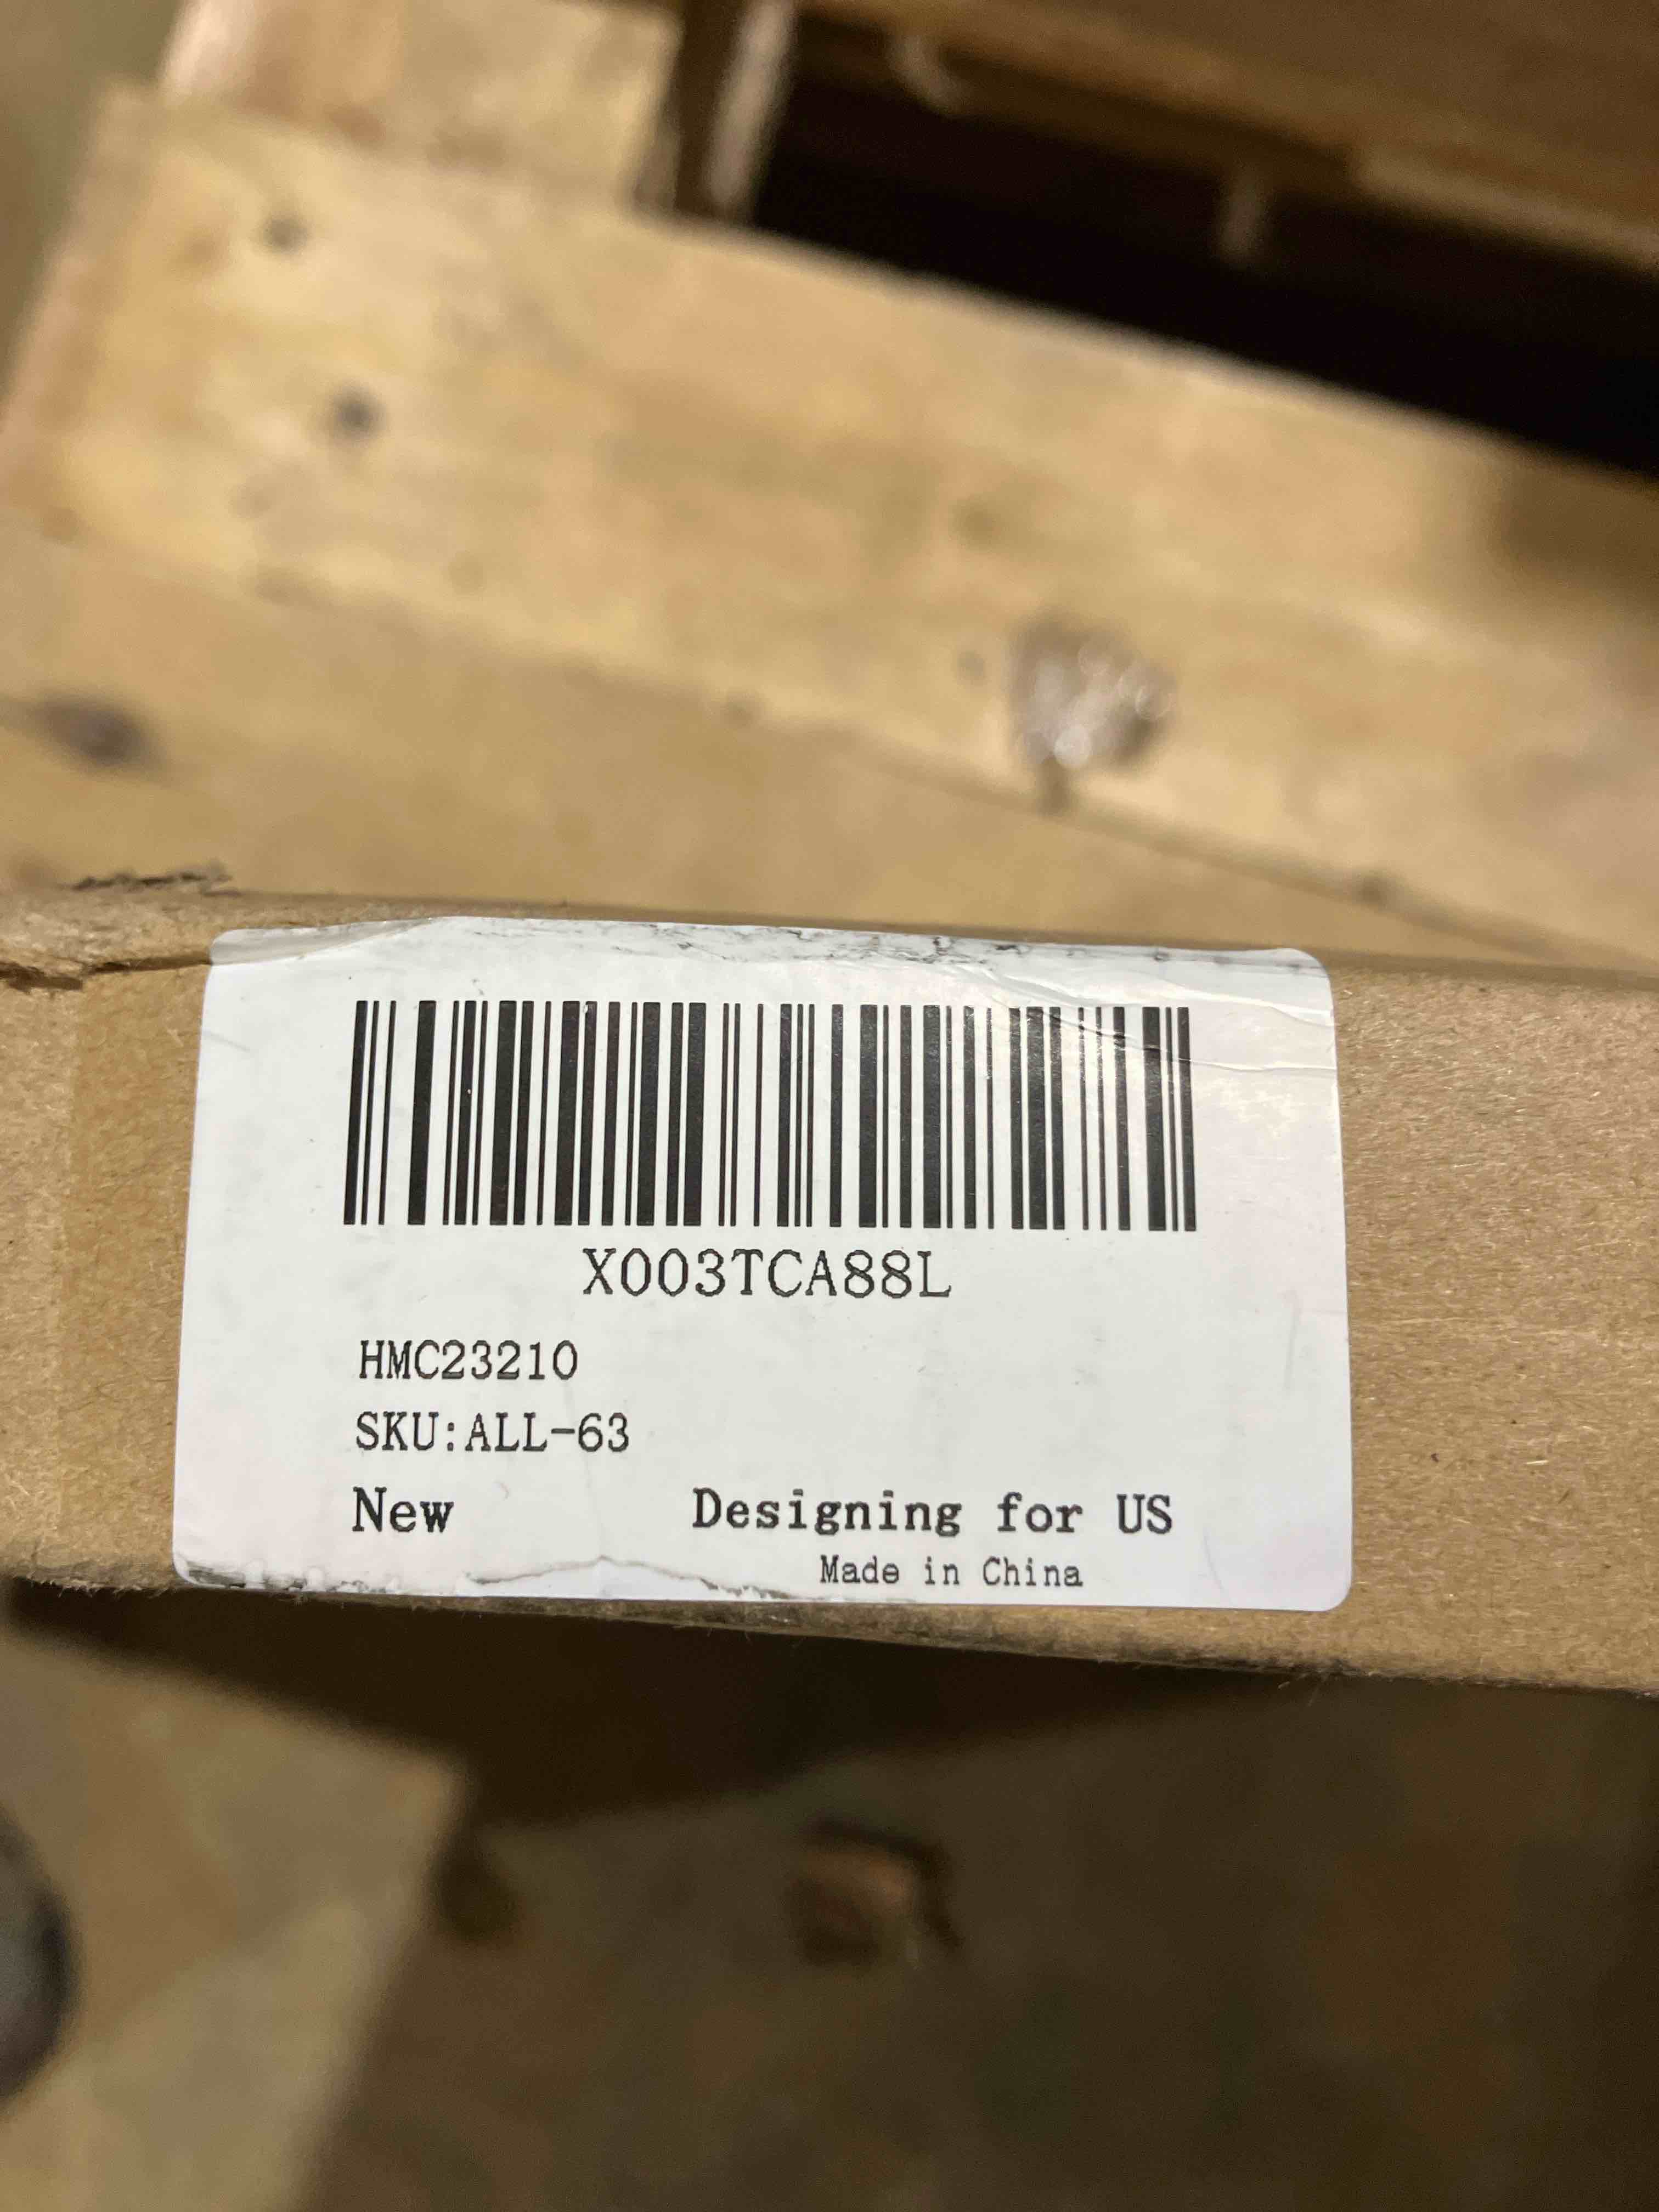 X003TCA88L
HMC23210
SKU:ALL-63
New Designing for US
Made in China